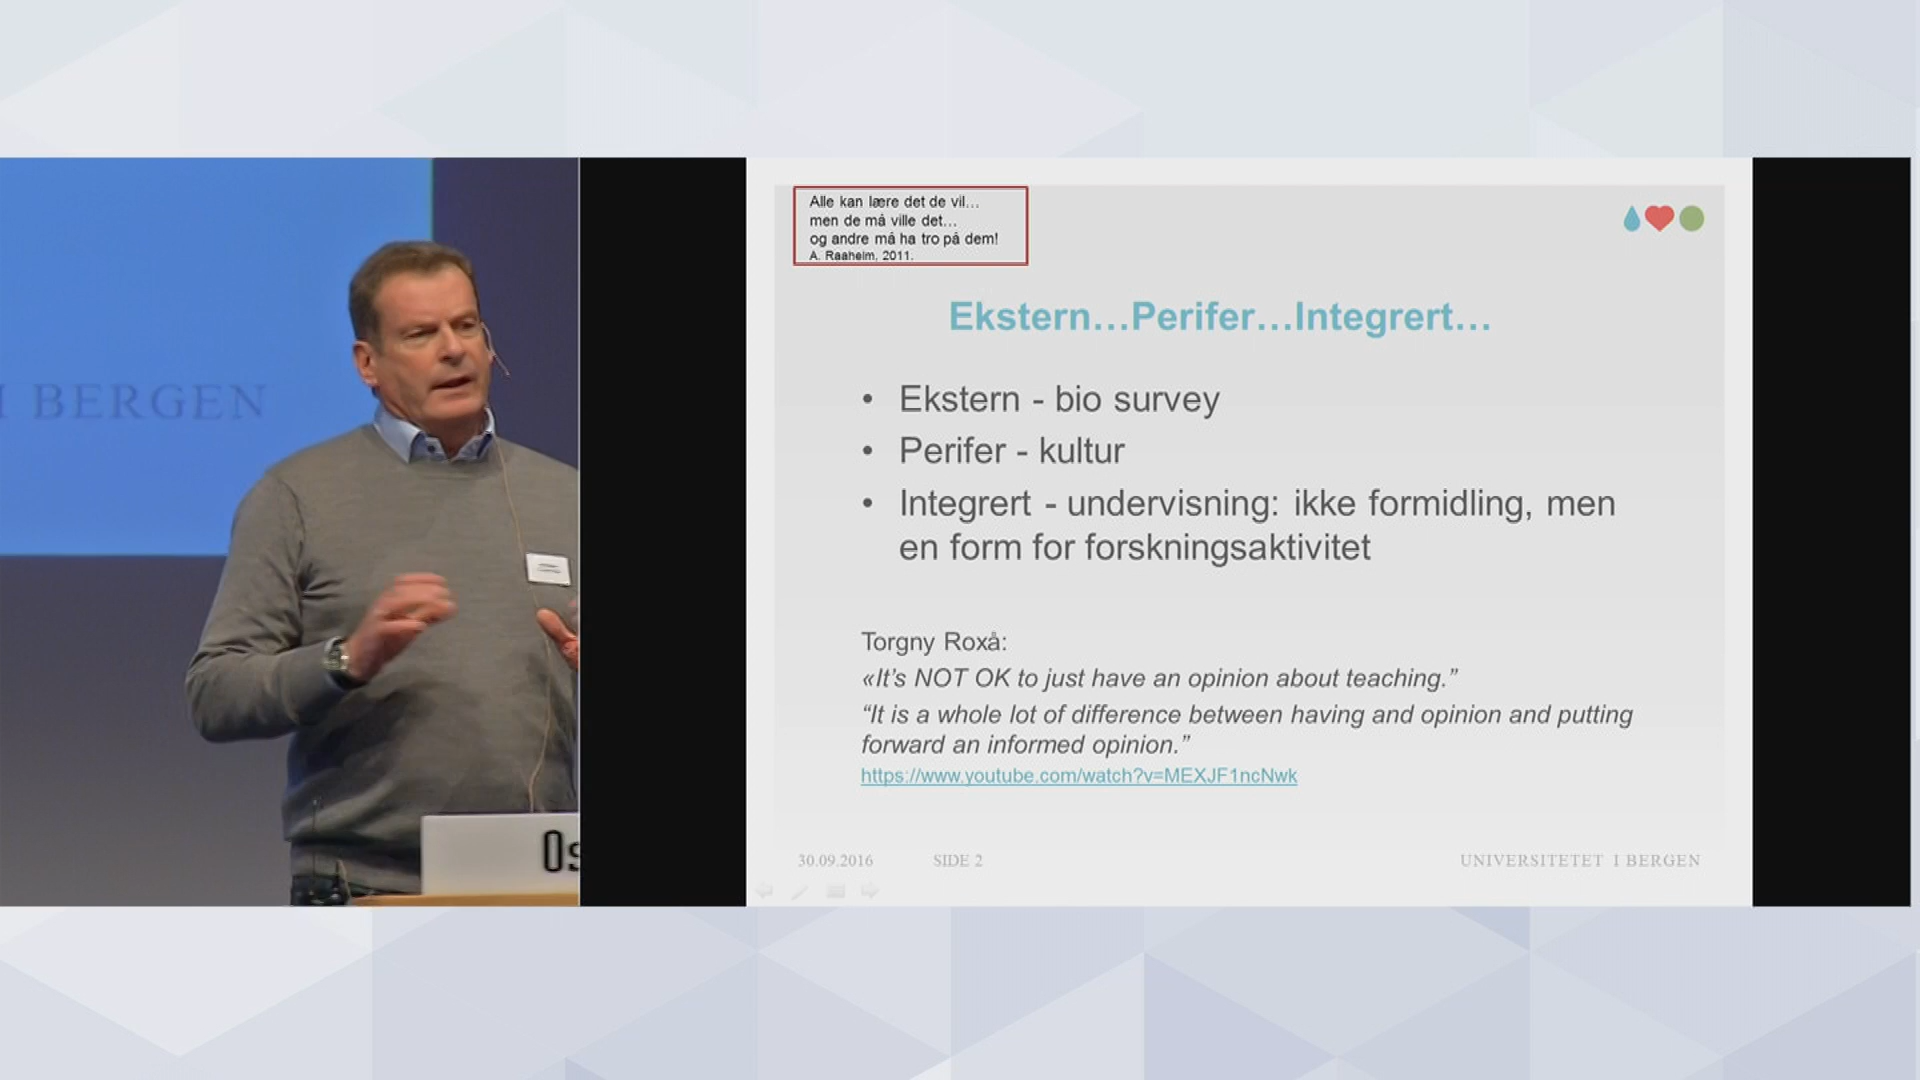 I BERGEN
Os
Alle kan lære det de vil...
men de må ville det...
og andre må ha tro på dem!
A. Raaheim, 2011.
Ekstern...Perifer...Integrert...
• Ekstern - bio survey
• Perifer - kultur
• Integrert - undervisning: ikke formidling, men
en form for forskningsaktivitet
Torgny Roxå:
«It's NOT OK to just have an opinion about teaching.”
“It is a whole lot of difference between having and opinion and putting
forward an informed opinion.”
https://www.youtube.com/watch?v=MEXJF1ncNwk
30.09.2016 SIDE 2 UNIVERSITETET I BERGEN